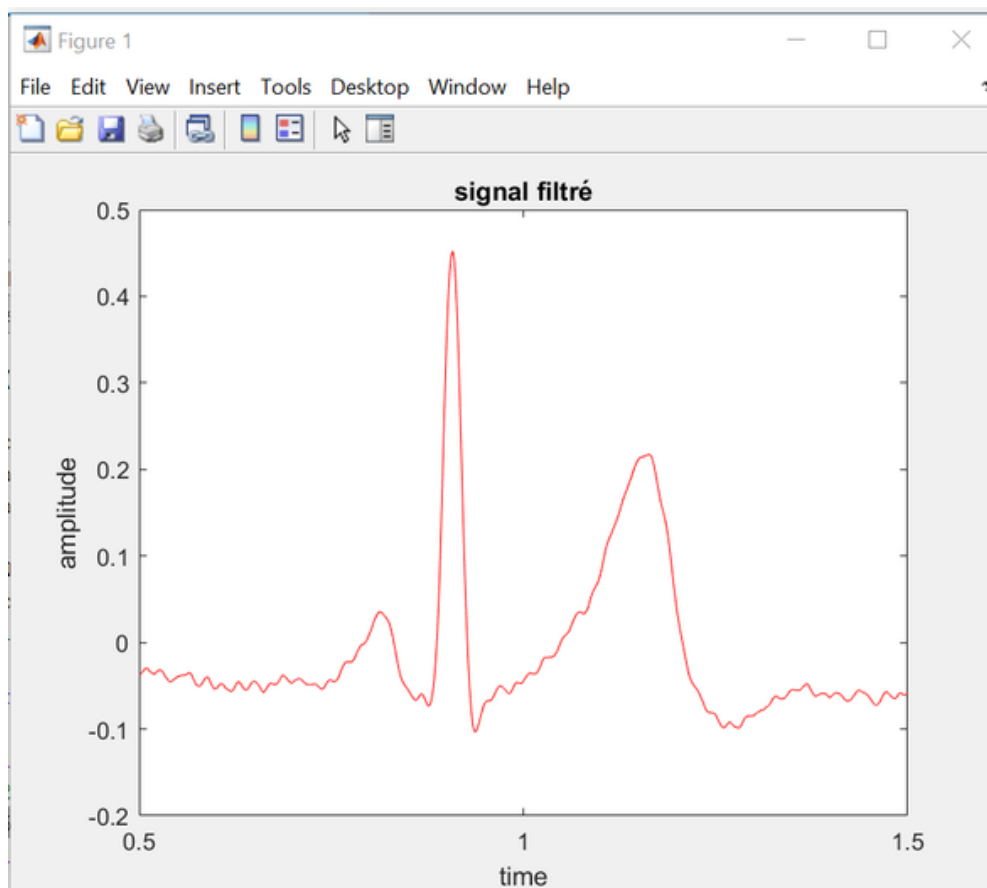 Figure 1
File Edit View Insert Tools Desktop Window Help
signal filtré
0.5
0.4
0.3
0.2
0.1
0
-0.1
-0.2
amplitude
0.5 1 1.5
time